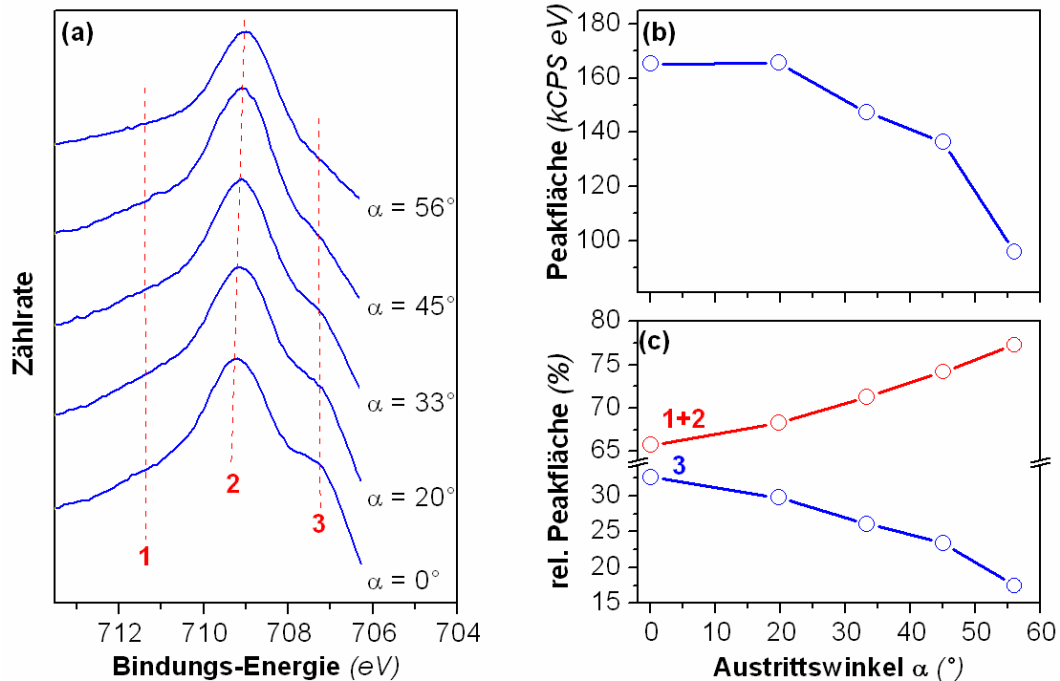 (a)
Zählrate
α = 56°
α = 45°
α = 33°
α = 20°
α = 0°
1
2
3
712 710 708 706 704
Bindungs-Energie (eV)
(b)
Peakfläche (kCPS eV)
180
160
140
120
100
(c)
rel. Peakfläche (%)
80
75
70
65
30
25
20
15
1+2
3
0 10 20 30 40 50 60
Austrittswinkel α (°)